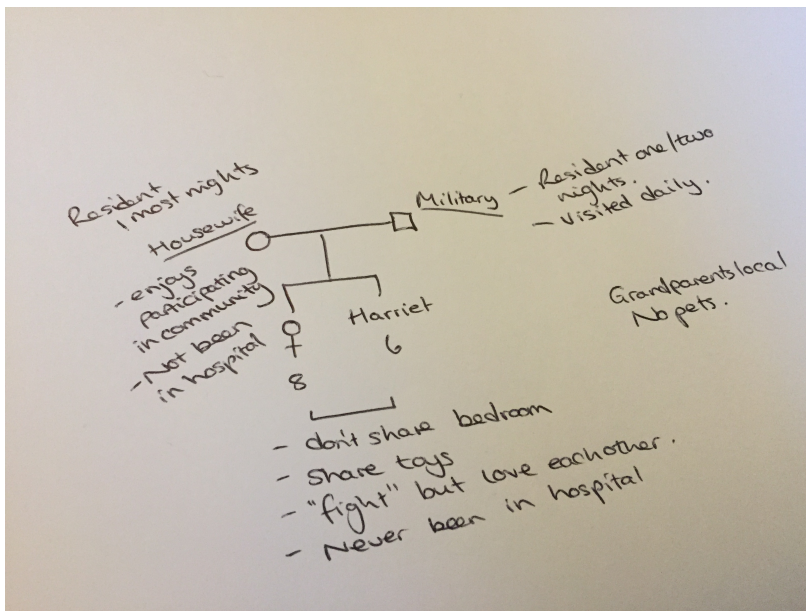 Resident
most nights
Housewife
- enjoys
participating
in community
- Not been
in hospital
Military
- Resident one/two
nights.
- Visited daily.
Grandparents local
No pets.
8
Harriet
6
- don't share bedroom
- Share toys
- "fight" but love eachother.
- Never been in hospital